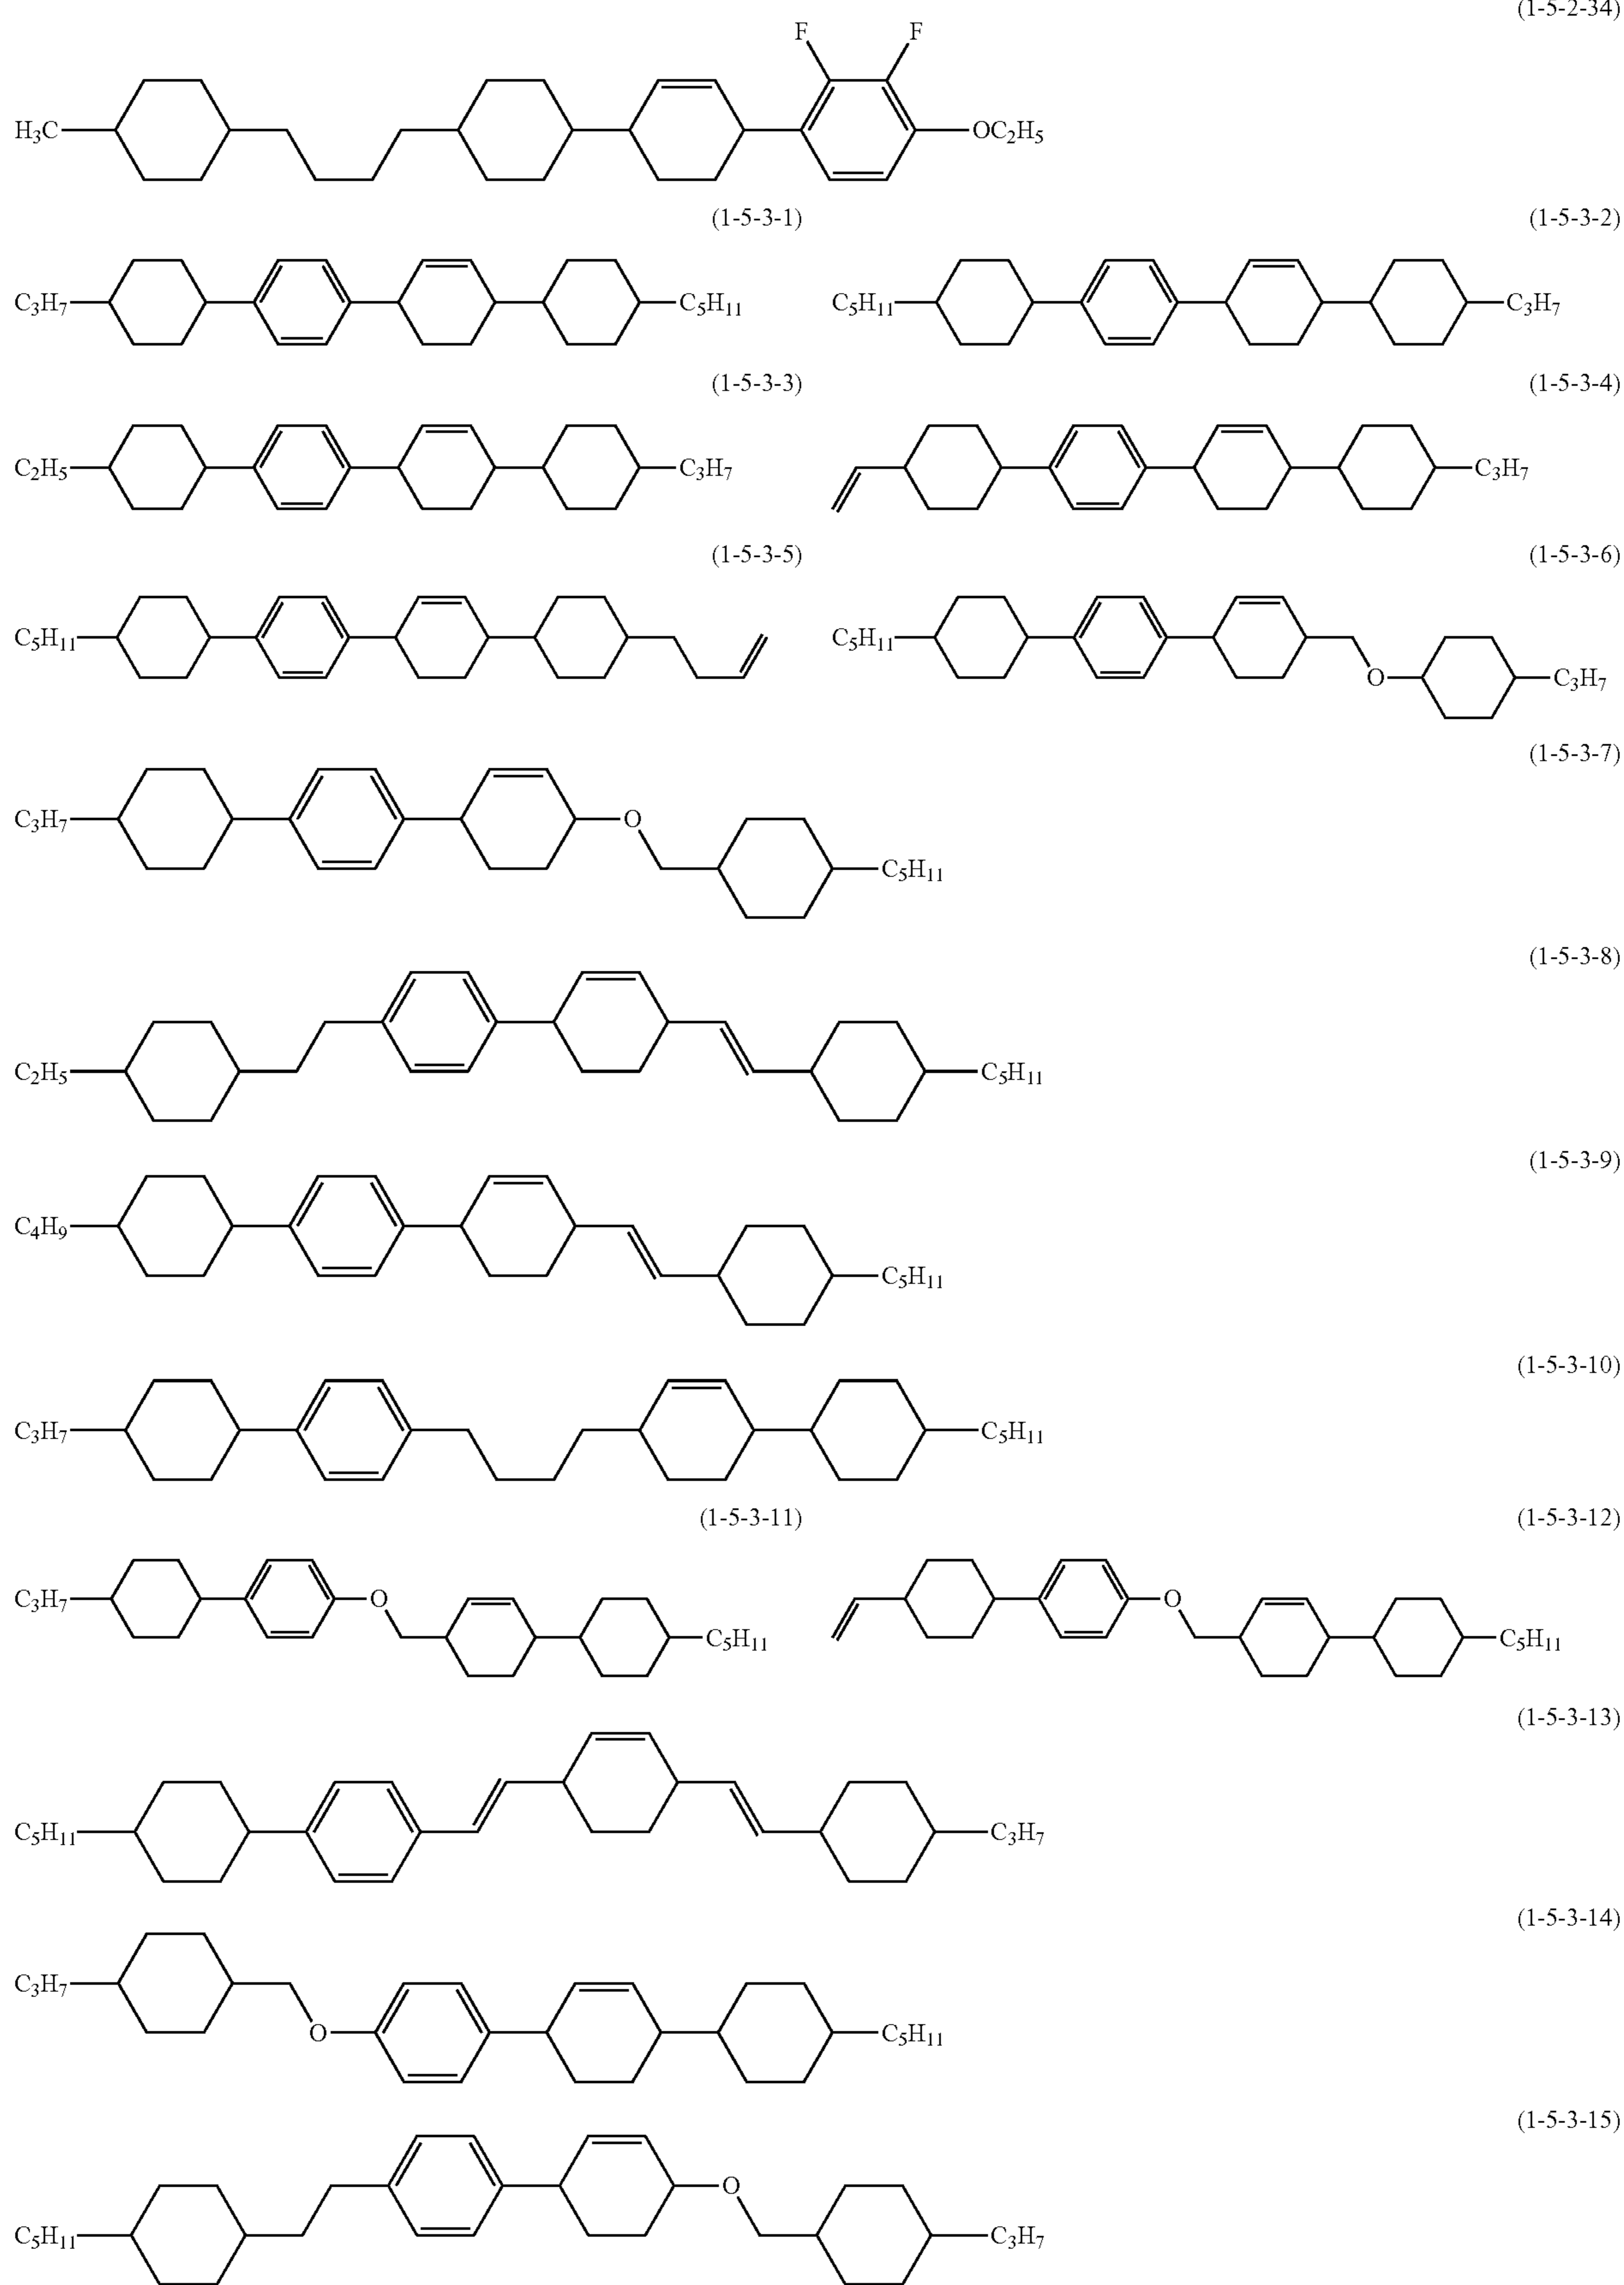 (1-5-2-34)
F F
H3C OC2H5
(1-5-3-1) (1-5-3-2)
C3H7 C5H11 C5H11 C3H7
(1-5-3-3) (1-5-3-4)
C2H5 C3H7 C3H7
(1-5-3-5) (1-5-3-6)
C5H11 C5H11 O C3H7
(1-5-3-7)
C3H7 O C5H11
(1-5-3-8)
C2H5 C5H11
(1-5-3-9)
C4H9 C5H11
(1-5-3-10)
C3H7 C5H11
(1-5-3-11) (1-5-3-12)
C3H7 O C5H11 O C5H11
(1-5-3-13)
C5H11 C3H7
(1-5-3-14)
C3H7 O C5H11
(1-5-3-15)
C5H11 O C3H7